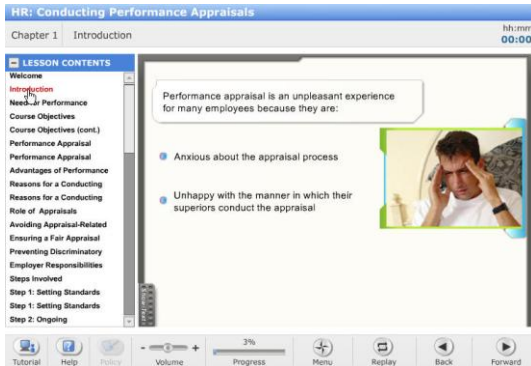 HR: Conducting Performance Appraisals
Chapter 1 Introduction
hh:mm
00:00
LESSON CONTENTS
Welcome
Introduction
Need for Performance
Course Objectives
Course Objectives (cont.)
Performance Appraisal
Performance Appraisal
Advantages of Performance
Reasons for a Conducting
Reasons for a Conducting
Role of Appraisals
Avoiding Appraisal-Related
Ensuring a Fair Appraisal
Preventing Discriminatory
Employer Responsibilities
Steps Involved
Step 1: Setting Standards
Step 1: Setting Standards
Step 2: Ongoing
Performance appraisal is an unpleasant experience
for many employees because they are:
Anxious about the appraisal process
Unhappy with the manner in which their
superiors conduct the appraisal
3%
Tutorial Help Policy Volume Progress Menu Replay Back Forward